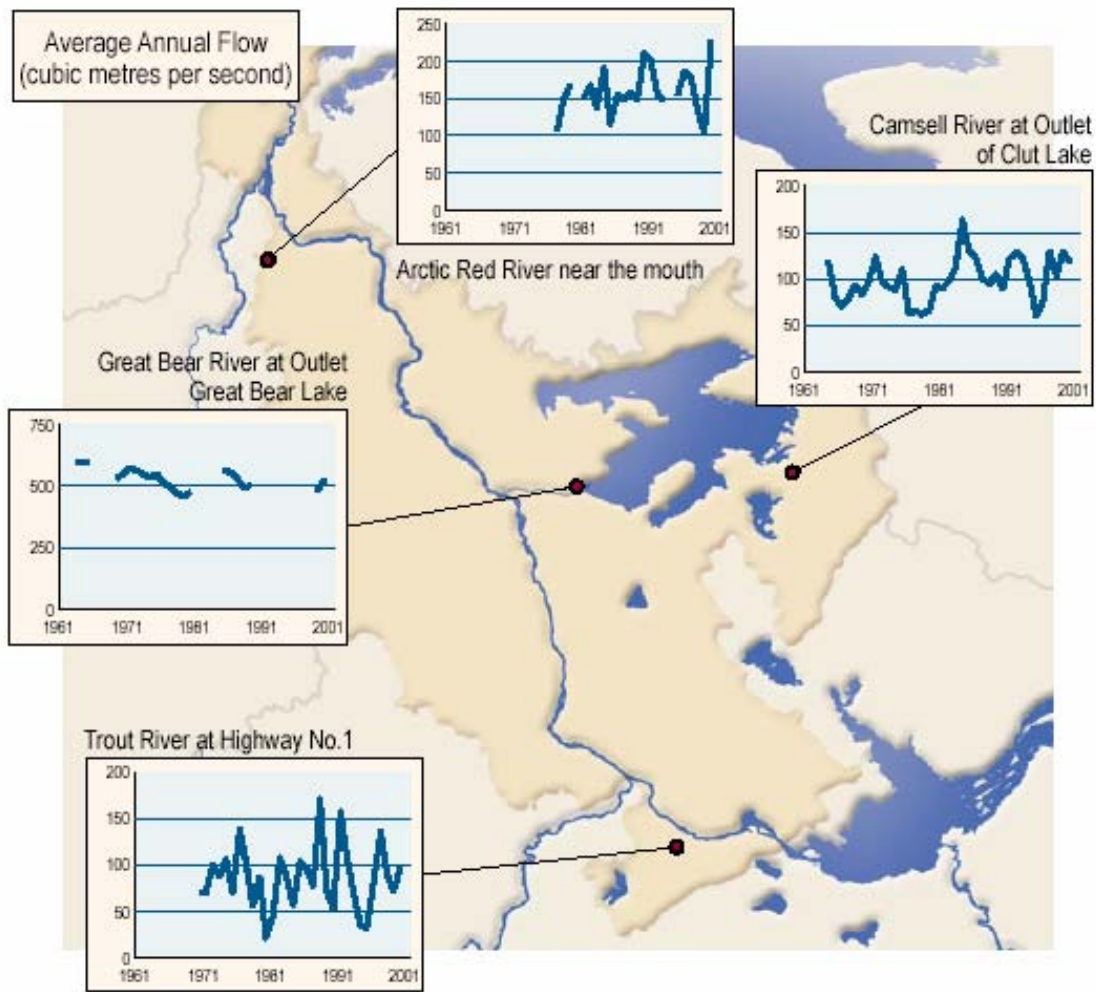 Average Annual Flow
(cubic metres per second)
250
200
150
100
50
0
1961 1971 1981 1991 2001
Arctic Red River near the mouth
Camsell River at Outlet
of Clut Lake
200
150
100
50
0
1961 1971 1981 1991 2001
Great Bear River at Outlet
Great Bear Lake
750
500
250
0
1961 1971 1981 1991 2001
Trout River at Highway No.1
200
150
100
50
0
1961 1971 1981 1991 2001